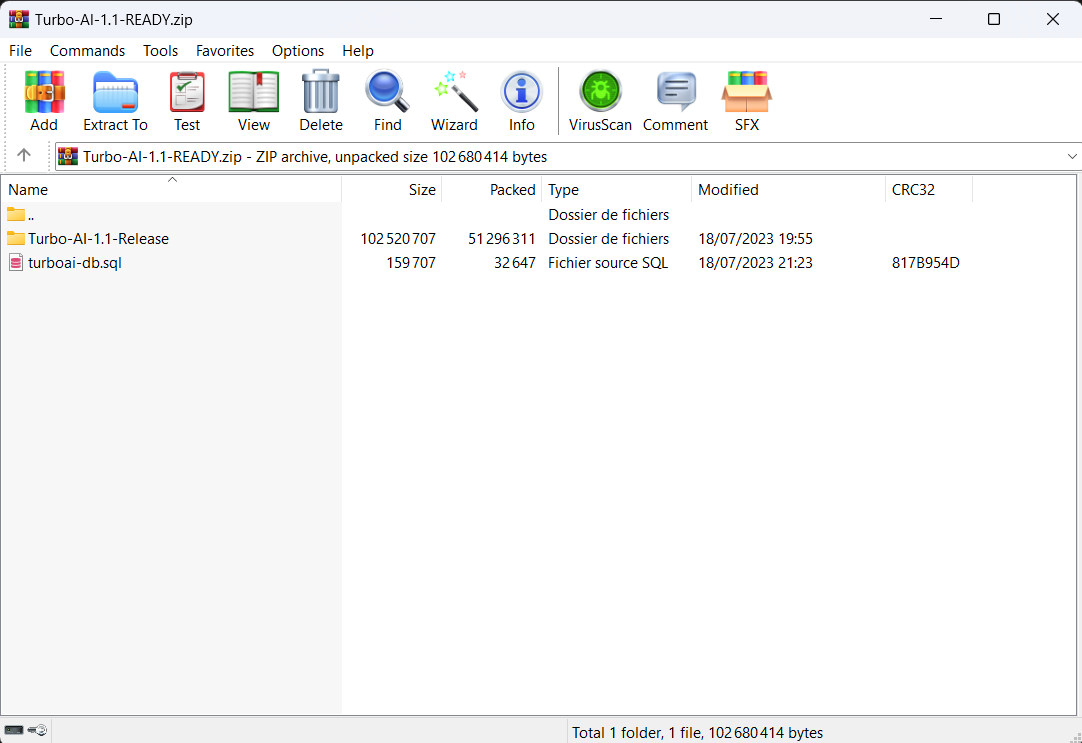 Turbo-AI-1.1-READY.zip
File Commands Tools Favorites Options Help
Add Extract To Test View Delete Find Wizard Info VirusScan Comment SFX
Turbo-AI-1.1-READY.zip - ZIP archive, unpacked size 102 680 414 bytes
Name Size Packed Type Modified CRC32
.. Dossier de fichiers
Turbo-AI-1.1-Release 102 520 707 51 296 311 Dossier de fichiers 18/07/2023 19:55
turboai-db.sql 159 707 32 647 Fichier source SQL 18/07/2023 21:23 817B954D
Total 1 folder, 1 file, 102 680 414 bytes